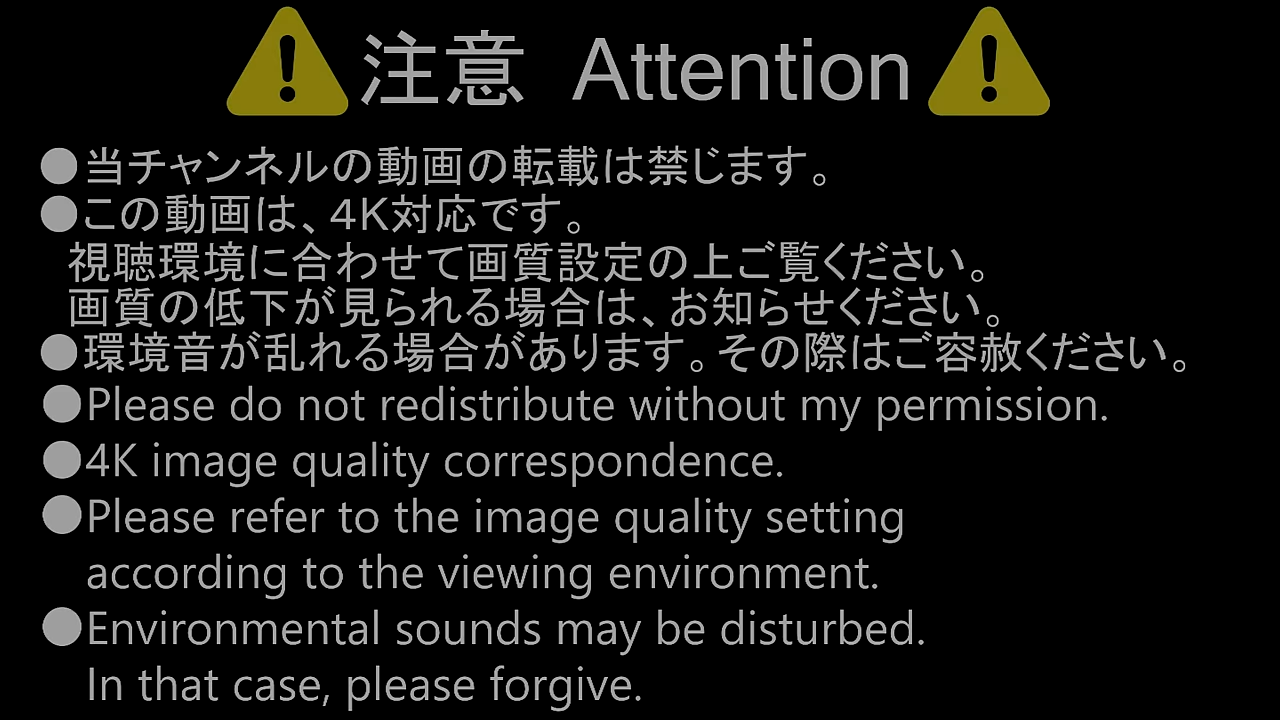 注意 Attention
●当チャンネルの動画の転載は禁じます。
●この動画は、4K対応です。
視聴環境に合わせて画質設定の上ご覧ください。
画質の低下が見られる場合は、お知らせください。
●環境音が乱れる場合があります。その際はご容赦ください。
●Please do not redistribute without my permission.
●4K image quality correspondence.
●Please refer to the image quality setting
according to the viewing environment.
●Environmental sounds may be disturbed.
In that case, please forgive.